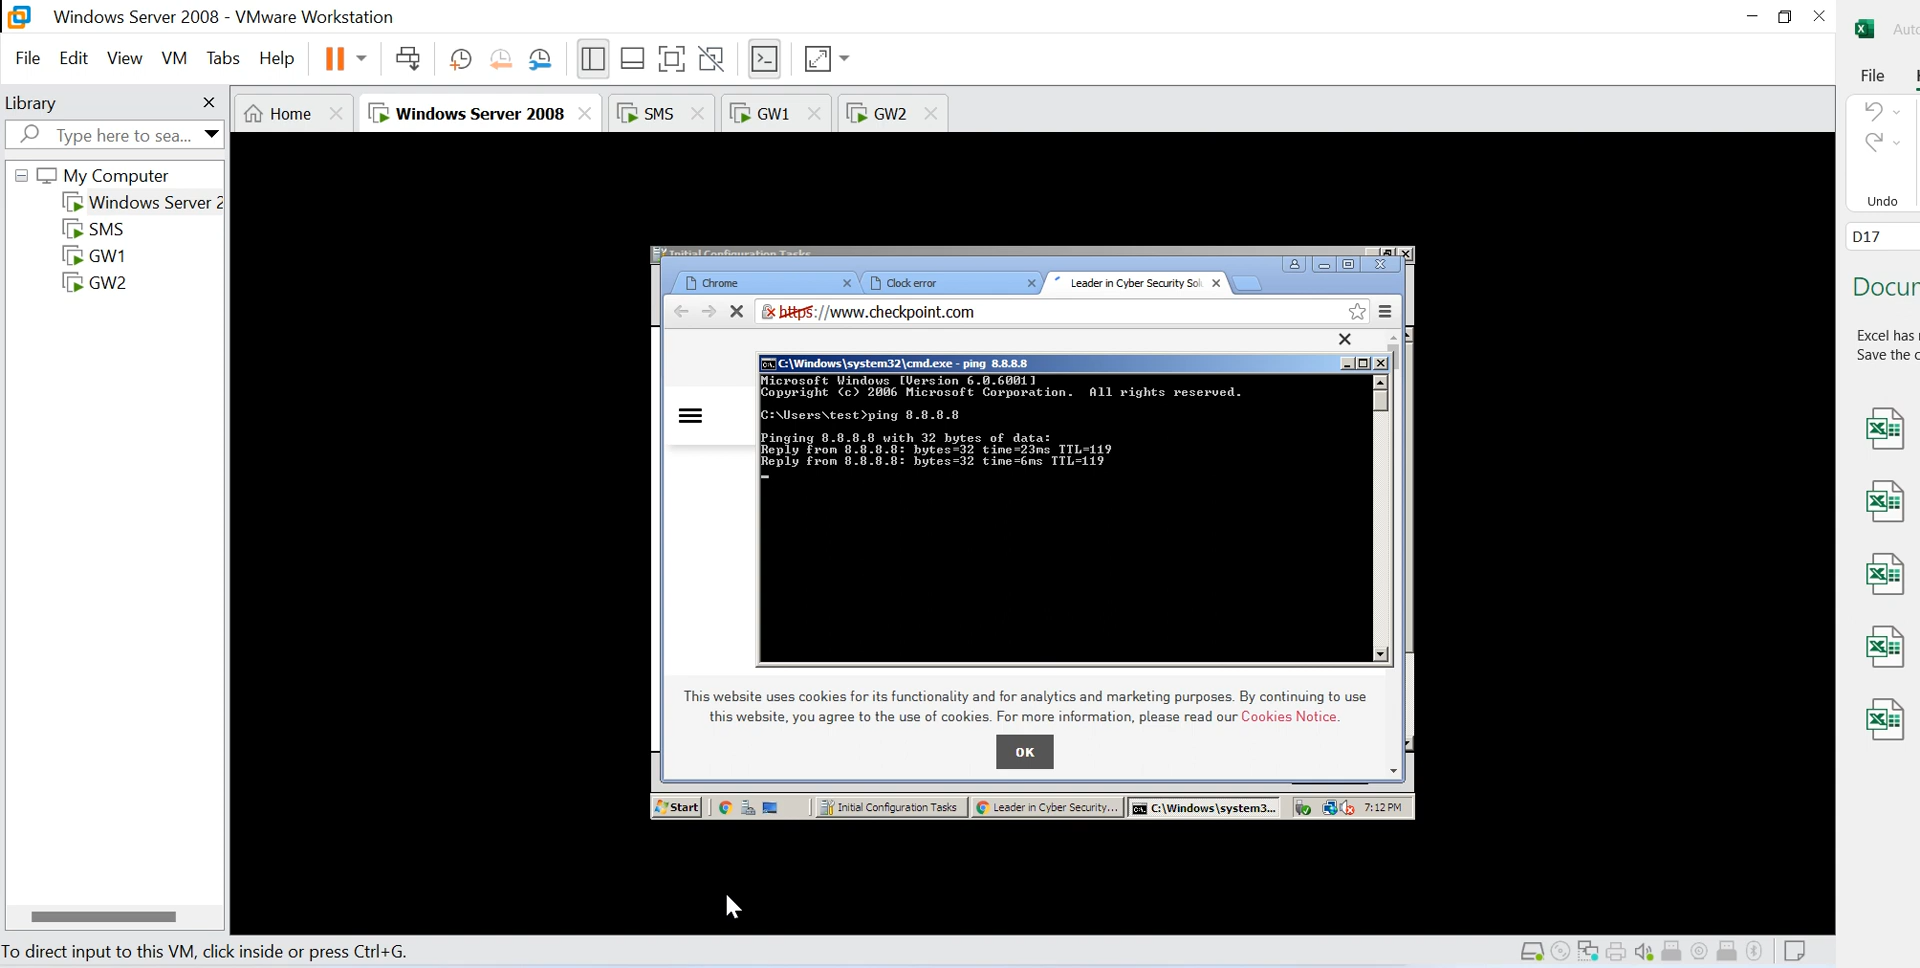 Windows Server 2008 - VMware Workstation
File Edit View VM Tabs Help
Library
Home
Windows Server 2008
SMS
GW1
GW2
Type here to sea...
My Computer
Windows Server 2
SMS
GW1
GW2
Initial Configuration Tasks
Chrome
Clock error
Leader in Cyber Security Sol
https://www.checkpoint.com
C:\Windows\system32\cmd.exe - ping 8.8.8.8
Microsoft Windows [Version 6.0.6001]
Copyright (c) 2006 Microsoft Corporation. All rights reserved.
C:\Users\test>ping 8.8.8.8
Pinging 8.8.8.8 with 32 bytes of data:
Reply from 8.8.8.8: bytes=32 time=23ms TTL=119
Reply from 8.8.8.8: bytes=32 time=6ms TTL=119
This website uses cookies for its functionality and for analytics and marketing purposes. By continuing to use
this website, you agree to the use of cookies. For more information, please read our Cookies Notice.
OK
Start
Initial Configuration Tasks
Leader in Cyber Security...
C:\Windows\system3...
7:12 PM
To direct input to this VM, click inside or press Ctrl+G.
File
Undo
D17
Excel has
Save the